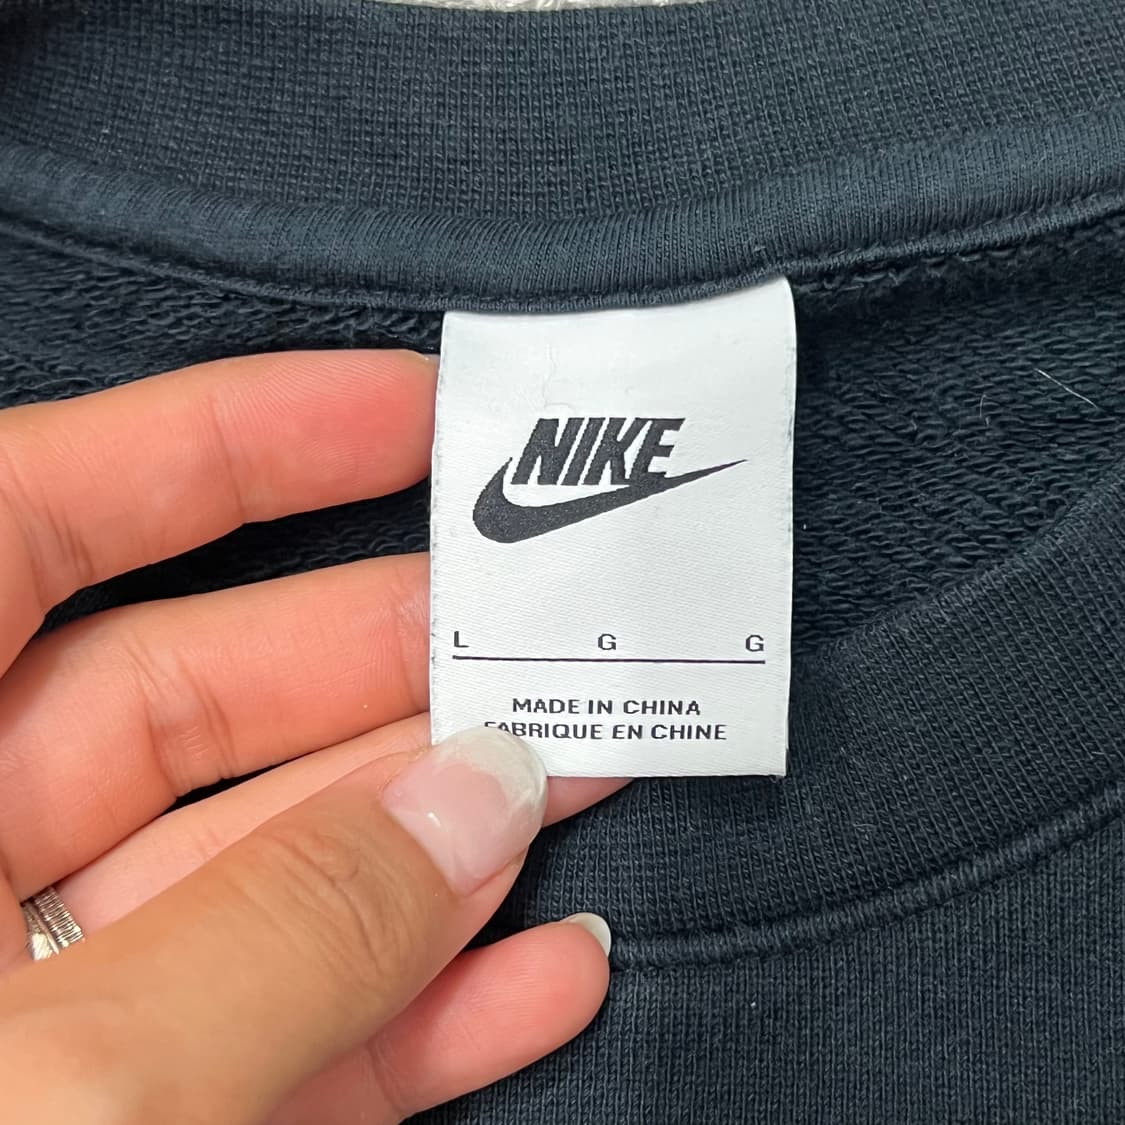 NIKE
L G G
MADE IN CHINA
FABRIQUE EN CHINE